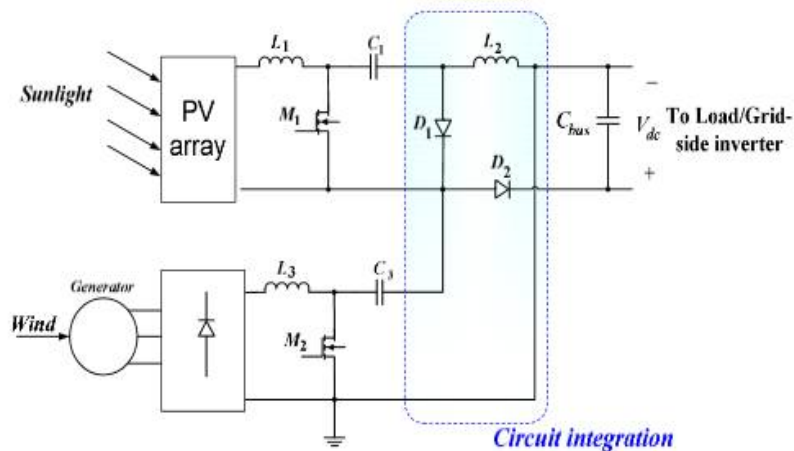 L1
C1
L2
Sunlight
PV
array
M1
D1
Cbus
−
Vdc
+
To Load/Grid-
side inverter
D2
L3
C3
Generator
Wind
M2
Circuit integration